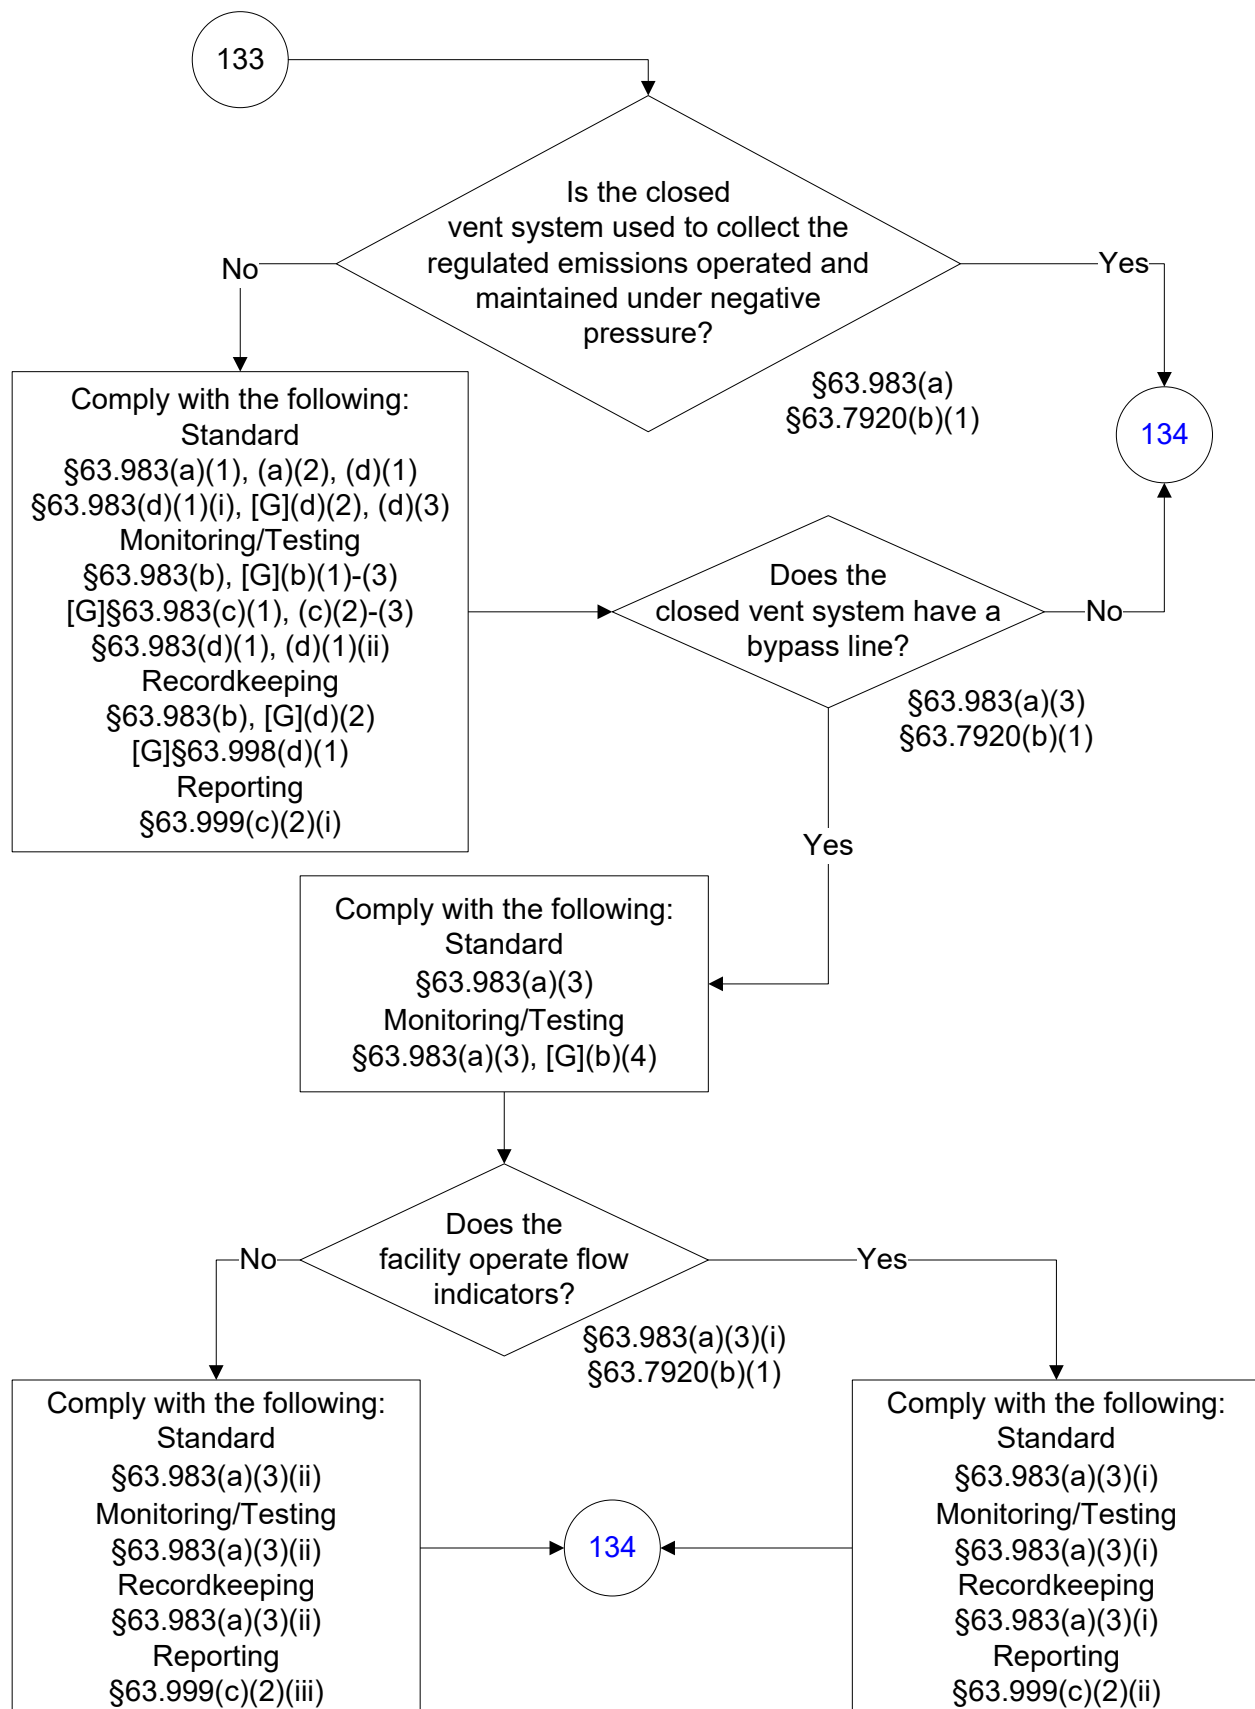 133
Is the closed
vent system used to collect the
regulated emissions operated and
maintained under negative
pressure?
No
Yes
§63.983(a)
§63.7920(b)(1)
134
Comply with the following:
Standard
§63.983(a)(1), (a)(2), (d)(1)
§63.983(d)(1)(i), [G](d)(2), (d)(3)
Monitoring/Testing
§63.983(b), [G](b)(1)-(3)
[G]§63.983(c)(1), (c)(2)-(3)
§63.983(d)(1), (d)(1)(ii)
Recordkeeping
§63.983(b), [G](d)(2)
[G]§63.998(d)(1)
Reporting
§63.999(c)(2)(i)
Does the
closed vent system have a
bypass line?
No
§63.983(a)(3)
§63.7920(b)(1)
Yes
Comply with the following:
Standard
§63.983(a)(3)
Monitoring/Testing
§63.983(a)(3), [G](b)(4)
Does the
facility operate flow
indicators?
No
Yes
§63.983(a)(3)(i)
§63.7920(b)(1)
Comply with the following:
Standard
§63.983(a)(3)(ii)
Monitoring/Testing
§63.983(a)(3)(ii)
Recordkeeping
§63.983(a)(3)(ii)
Reporting
§63.999(c)(2)(iii)
134
Comply with the following:
Standard
§63.983(a)(3)(i)
Monitoring/Testing
§63.983(a)(3)(i)
Recordkeeping
§63.983(a)(3)(i)
Reporting
§63.999(c)(2)(ii)